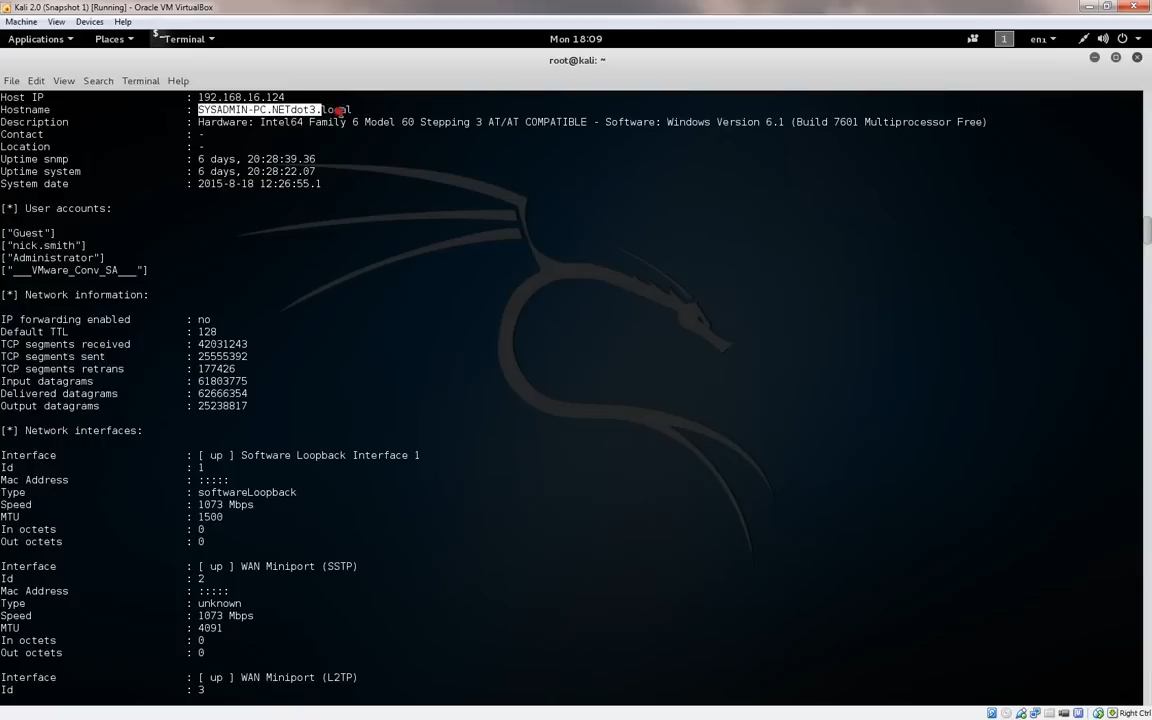 Kali 2.0 (Snapshot 1) [Running] - Oracle VM VirtualBox
Machine View Devices Help
Applications Places Terminal Mon 18:09 1 en1
root@kali: ~
File Edit View Search Terminal Help
Host IP : 192.168.16.124
Hostname : SYSADMIN-PC.NETdot3.local
Description : Hardware: Intel64 Family 6 Model 60 Stepping 3 AT/AT COMPATIBLE - Software: Windows Version 6.1 (Build 7601 Multiprocessor Free)
Contact : -
Location : -
Uptime snmp : 6 days, 20:28:39.36
Uptime system : 6 days, 20:28:22.07
System date : 2015-8-18 12:26:55.1
[*] User accounts:
["Guest"]
["nick.smith"]
["Administrator"]
["___VMware_Conv_SA___"]
[*] Network information:
IP forwarding enabled : no
Default TTL : 128
TCP segments received : 42031243
TCP segments sent : 25555392
TCP segments retrans : 177426
Input datagrams : 61803775
Delivered datagrams : 62666354
Output datagrams : 25238817
[*] Network interfaces:
Interface : [ up ] Software Loopback Interface 1
Id : 1
Mac Address : :::::
Type : softwareLoopback
Speed : 1073 Mbps
MTU : 1500
In octets : 0
Out octets : 0
Interface : [ up ] WAN Miniport (SSTP)
Id : 2
Mac Address : :::::
Type : unknown
Speed : 1073 Mbps
MTU : 4091
In octets : 0
Out octets : 0
Interface : [ up ] WAN Miniport (L2TP)
Id : 3
Right Ctrl